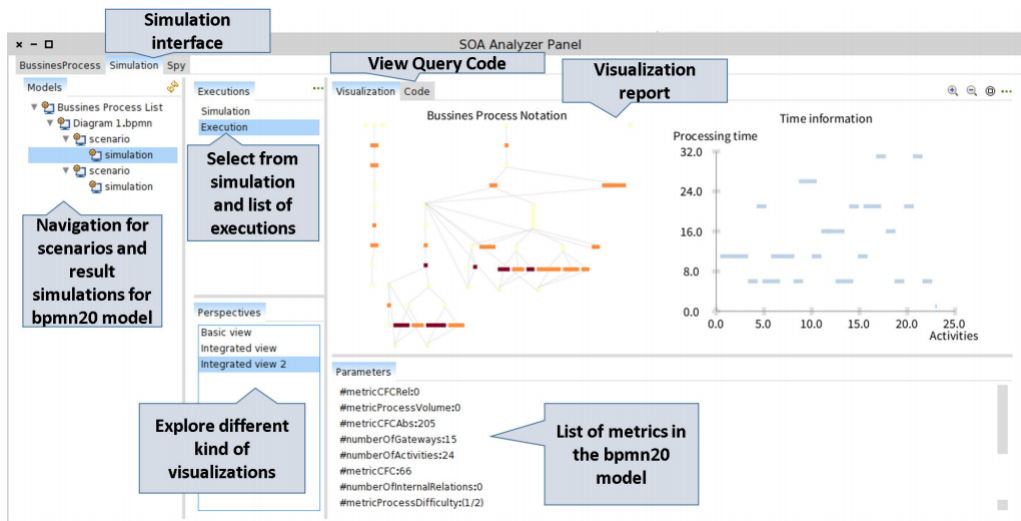 Simulation
interface
SOA Analyzer Panel
BussinesProcess
Simulation
Spy
View Query Code
Visualization
report
Models
Bussines Process List
Diagram 1.bpmn
scenario
simulation
scenario
simulation
Navigation for
scenarios and
result
simulations for
bpmn20 model
Executions
Simulation
Execution
Select from
simulation
and list of
executions
Perspectives
Basic view
Integrated view
Integrated view 2
Explore different
kind of
visualizations
Visualization
Code
Bussines Process Notation
Time information
Processing time
32.0
24.0
16.0
8.0
0.0
0.0
5.0
10.0
15.0
20.0
25.0
Activities
Parameters
#metricCFCRel:0
#metricProcessVolume:0
#metricCFCAbs:205
#numberOfGateways:15
#numberOfActivities:24
#metricCFC:66
#numberOfInternalRelations:0
#metricProcessDifficulty:(1/2)
List of metrics in
the bpmn20
model